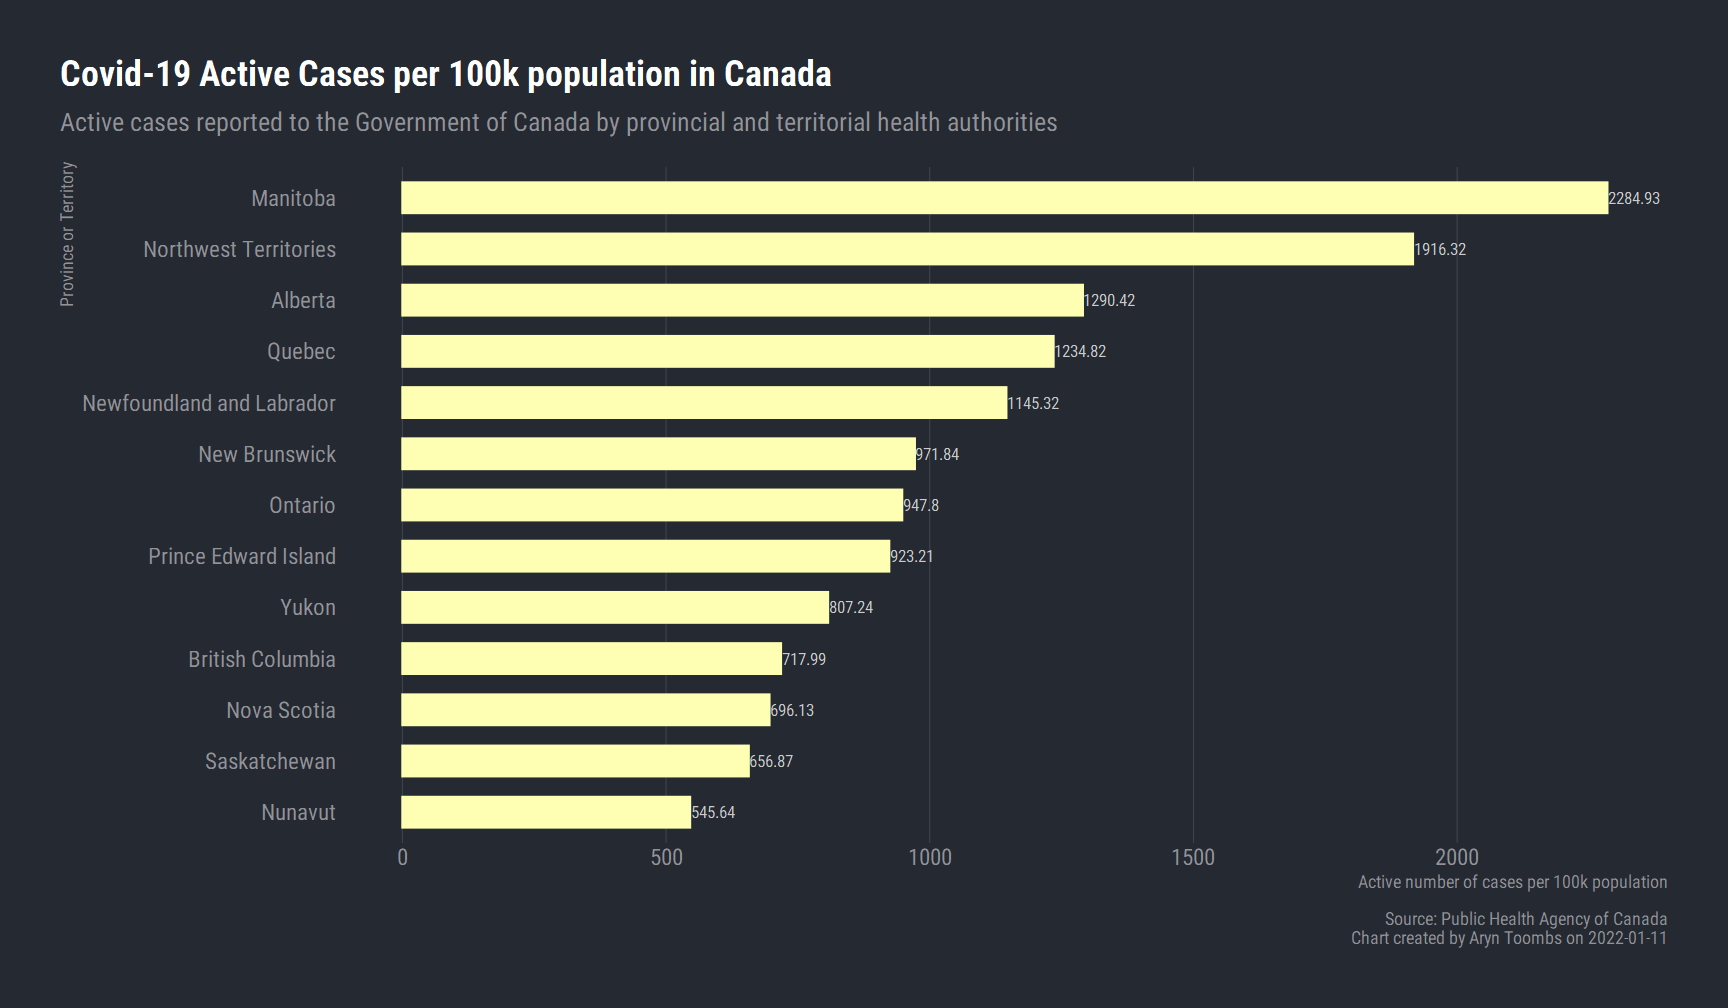 Covid-19 Active Cases per 100k population in Canada
Active cases reported to the Government of Canada by provincial and territorial health authorities
Province or Territory
Manitoba 2284.93
Northwest Territories 1916.32
Alberta 1290.42
Quebec 1234.82
Newfoundland and Labrador 1145.32
New Brunswick 971.84
Ontario 947.8
Prince Edward Island 923.21
Yukon 807.24
British Columbia 717.99
Nova Scotia 696.13
Saskatchewan 656.87
Nunavut 545.64
0 500 1000 1500 2000
Active number of cases per 100k population
Source: Public Health Agency of Canada
Chart created by Aryn Toombs on 2022-01-11